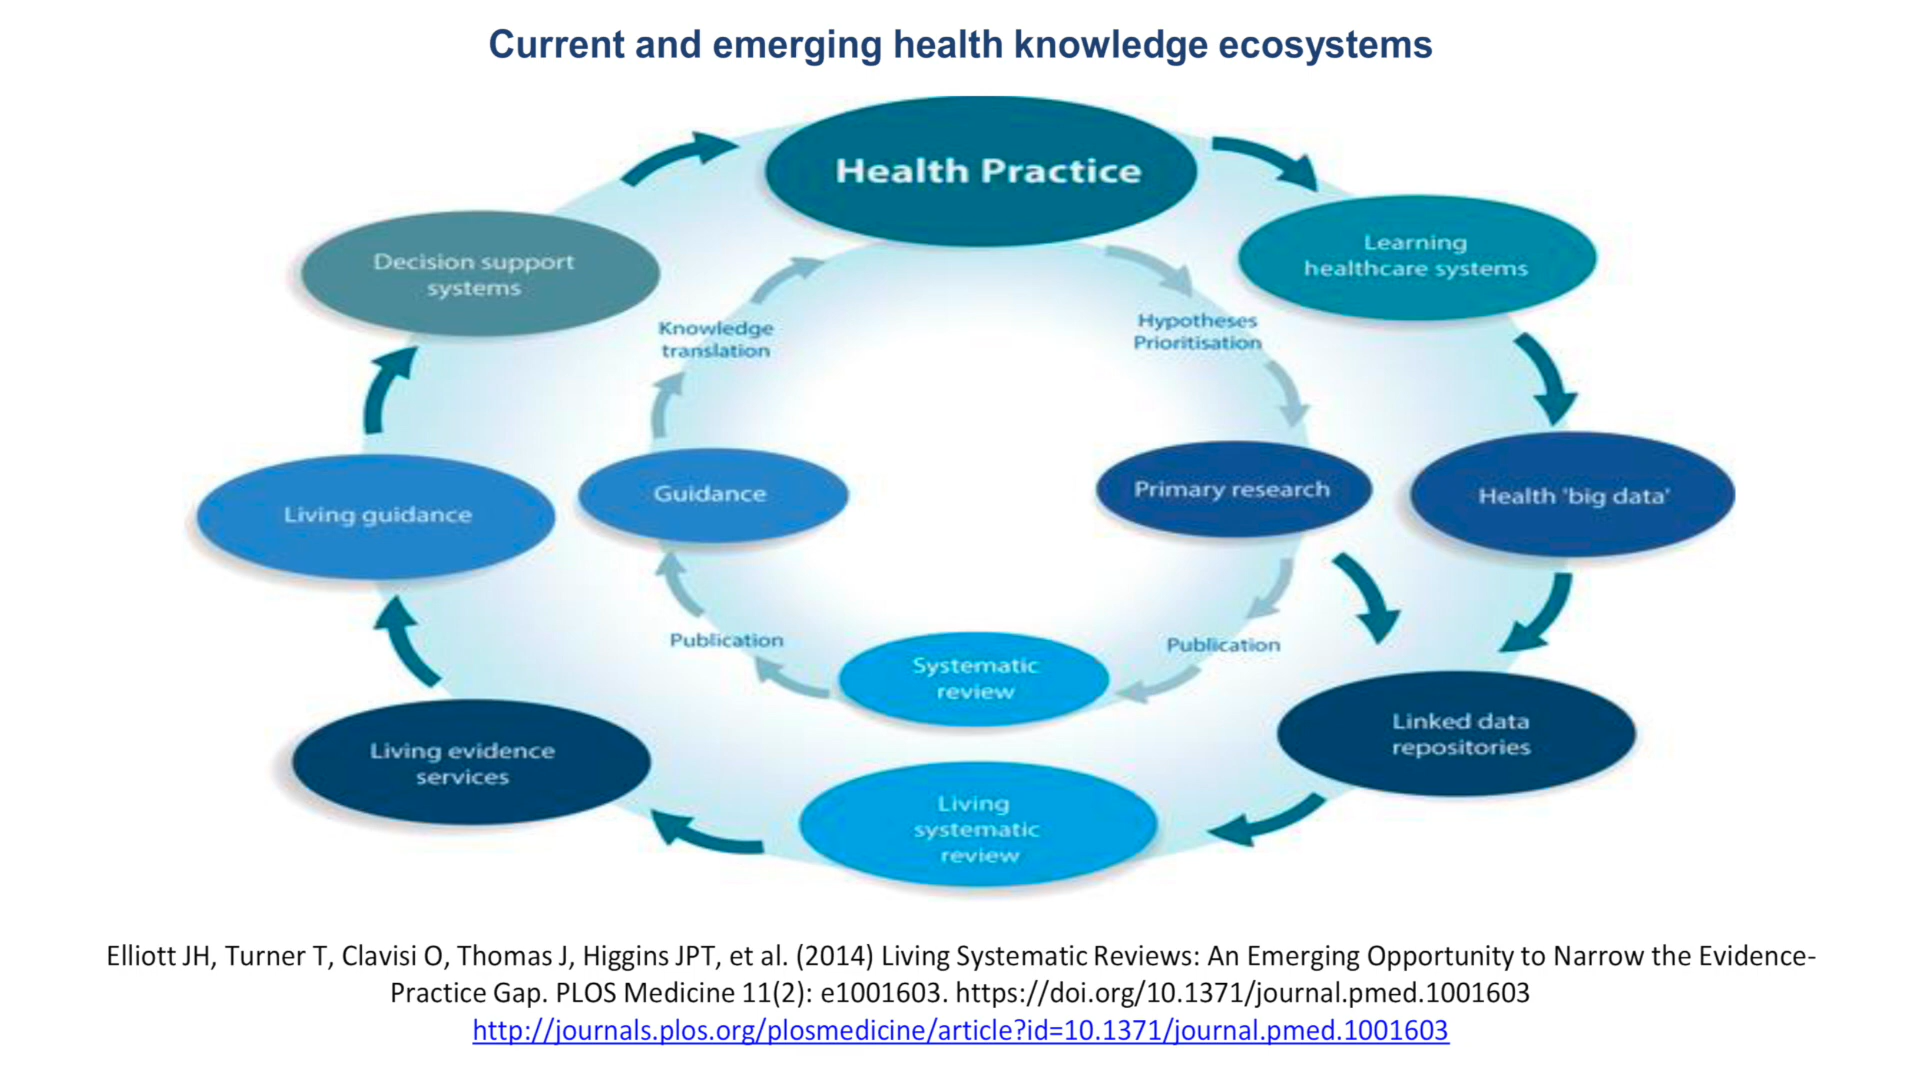 Current and emerging health knowledge ecosystems
Health Practice
Learning
healthcare systems
Decision support
systems
Knowledge
translation
Hypotheses
Prioritisation
Living guidance
Guidance
Primary research
Health 'big data'
Publication
Systematic
review
Publication
Linked data
repositories
Living evidence
services
Living
systematic
review
Elliott JH, Turner T, Clavisi O, Thomas J, Higgins JPT, et al. (2014) Living Systematic Reviews: An Emerging Opportunity to Narrow the Evidence-
Practice Gap. PLOS Medicine 11(2): e1001603. https://doi.org/10.1371/journal.pmed.1001603
http://journals.plos.org/plosmedicine/article?id=10.1371/journal.pmed.1001603